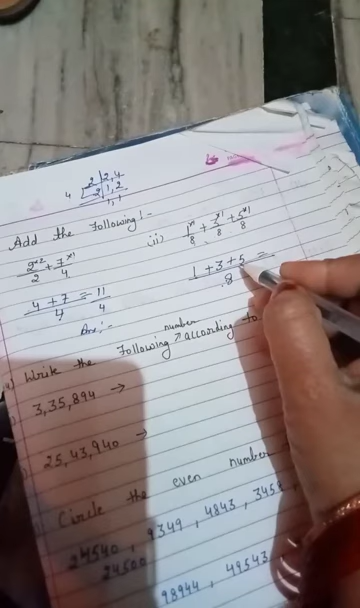 4 2 | 2, 4
2 | 1, 2
1, 1
Add the following :-
2×2/2 + 7×1/4
4 + 7/4 = 11/4
Ans:-
ii) 1×1/8 + 3×1/8 + 5×1/8
1 + 3 + 5/8 =
Write the following number according to
3,35,894 →
25,43,940 →
Circle the even number
24540, 9349, 4843, 3458,
24500
98944, 49543